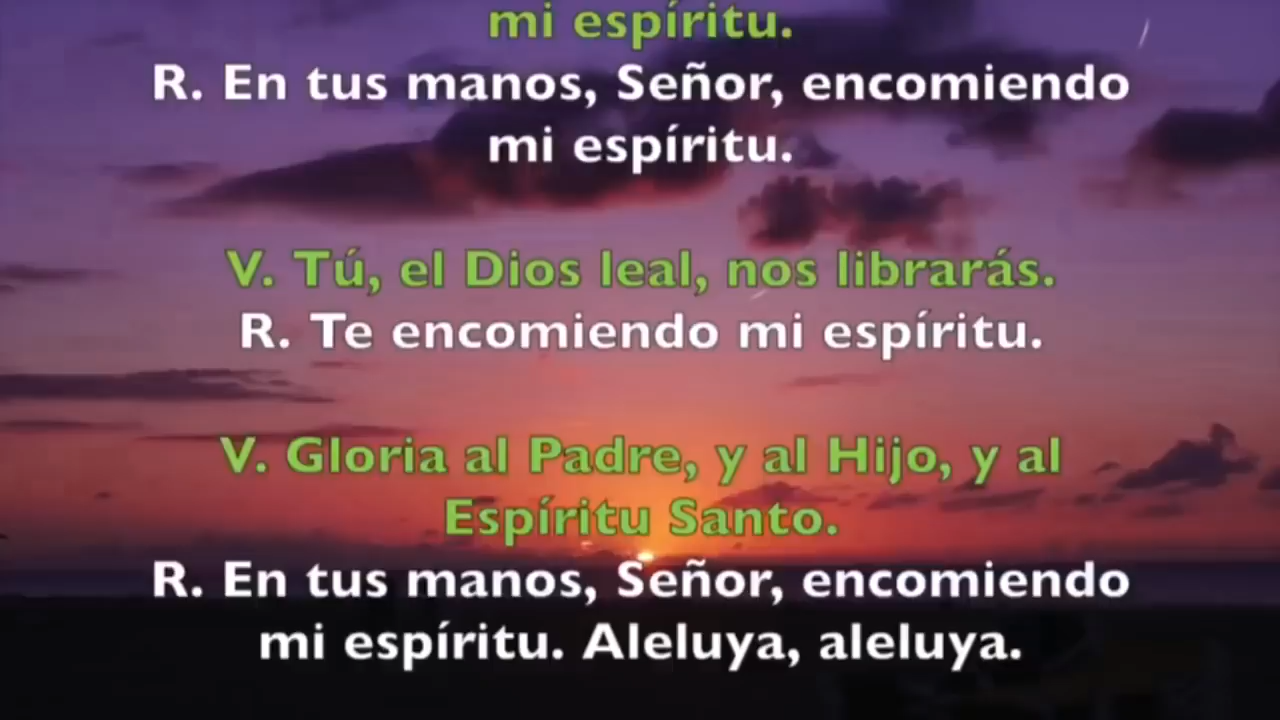 mi espíritu.
R. En tus manos, Señor, encomiendo
mi espíritu.
V. Tú, el Dios leal, nos librarás.
R. Te encomiendo mi espíritu.
V. Gloria al Padre, y al Hijo, y al
Espíritu Santo.
R. En tus manos, Señor, encomiendo
mi espíritu. Aleluya, aleluya.